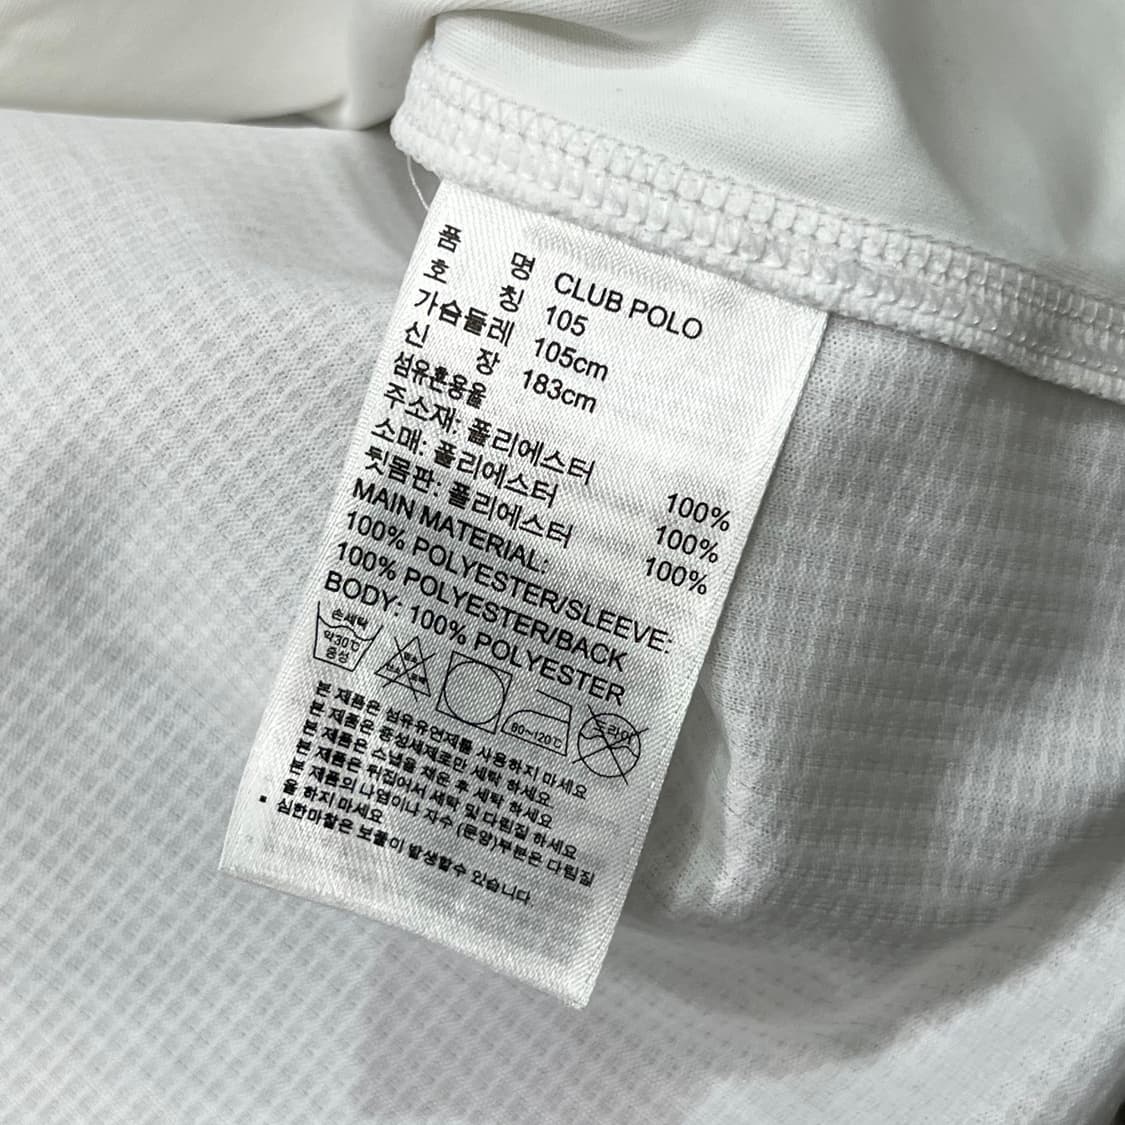 품 명 CLUB POLO
호 칭 105
가슴둘레 105cm
신 장 183cm
섬유혼용율
주소재: 폴리에스터 100%
소매: 폴리에스터 100%
뒷몸판: 폴리에스터 100%
MAIN MATERIAL:
100% POLYESTER/SLEEVE:
100% POLYESTER/BACK
BODY: 100% POLYESTER
손세탁
약30℃
중성
80~120℃
드라이
본 제품은 섬유유연제를 사용하지 마세요
본 제품은 중성세제로만 세탁 하세요
본 제품은 스냅을 채운 후 세탁 하세요
본 제품은 뒤집어서 세탁 및 다림질 하세요
본 제품의 나염이나 자수 (문양)부분은 다림질
을 하지 마세요
▪ 심한마찰은 보풀이 발생할수 있습니다